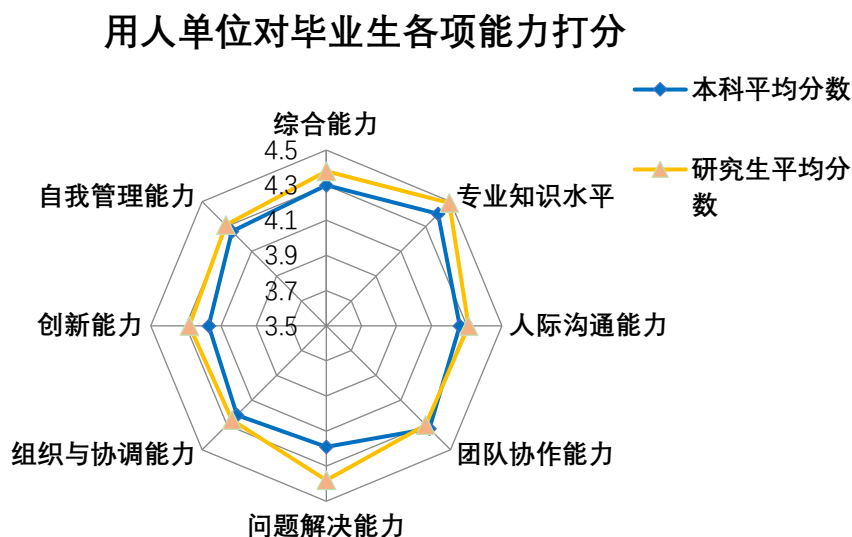 用人单位对毕业生各项能力打分
本科平均分数
研究生平均分
数
综合能力
4.5
4.3
4.1
3.9
3.7
3.5
自我管理能力
专业知识水平
创新能力
人际沟通能力
组织与协调能力
团队协作能力
问题解决能力